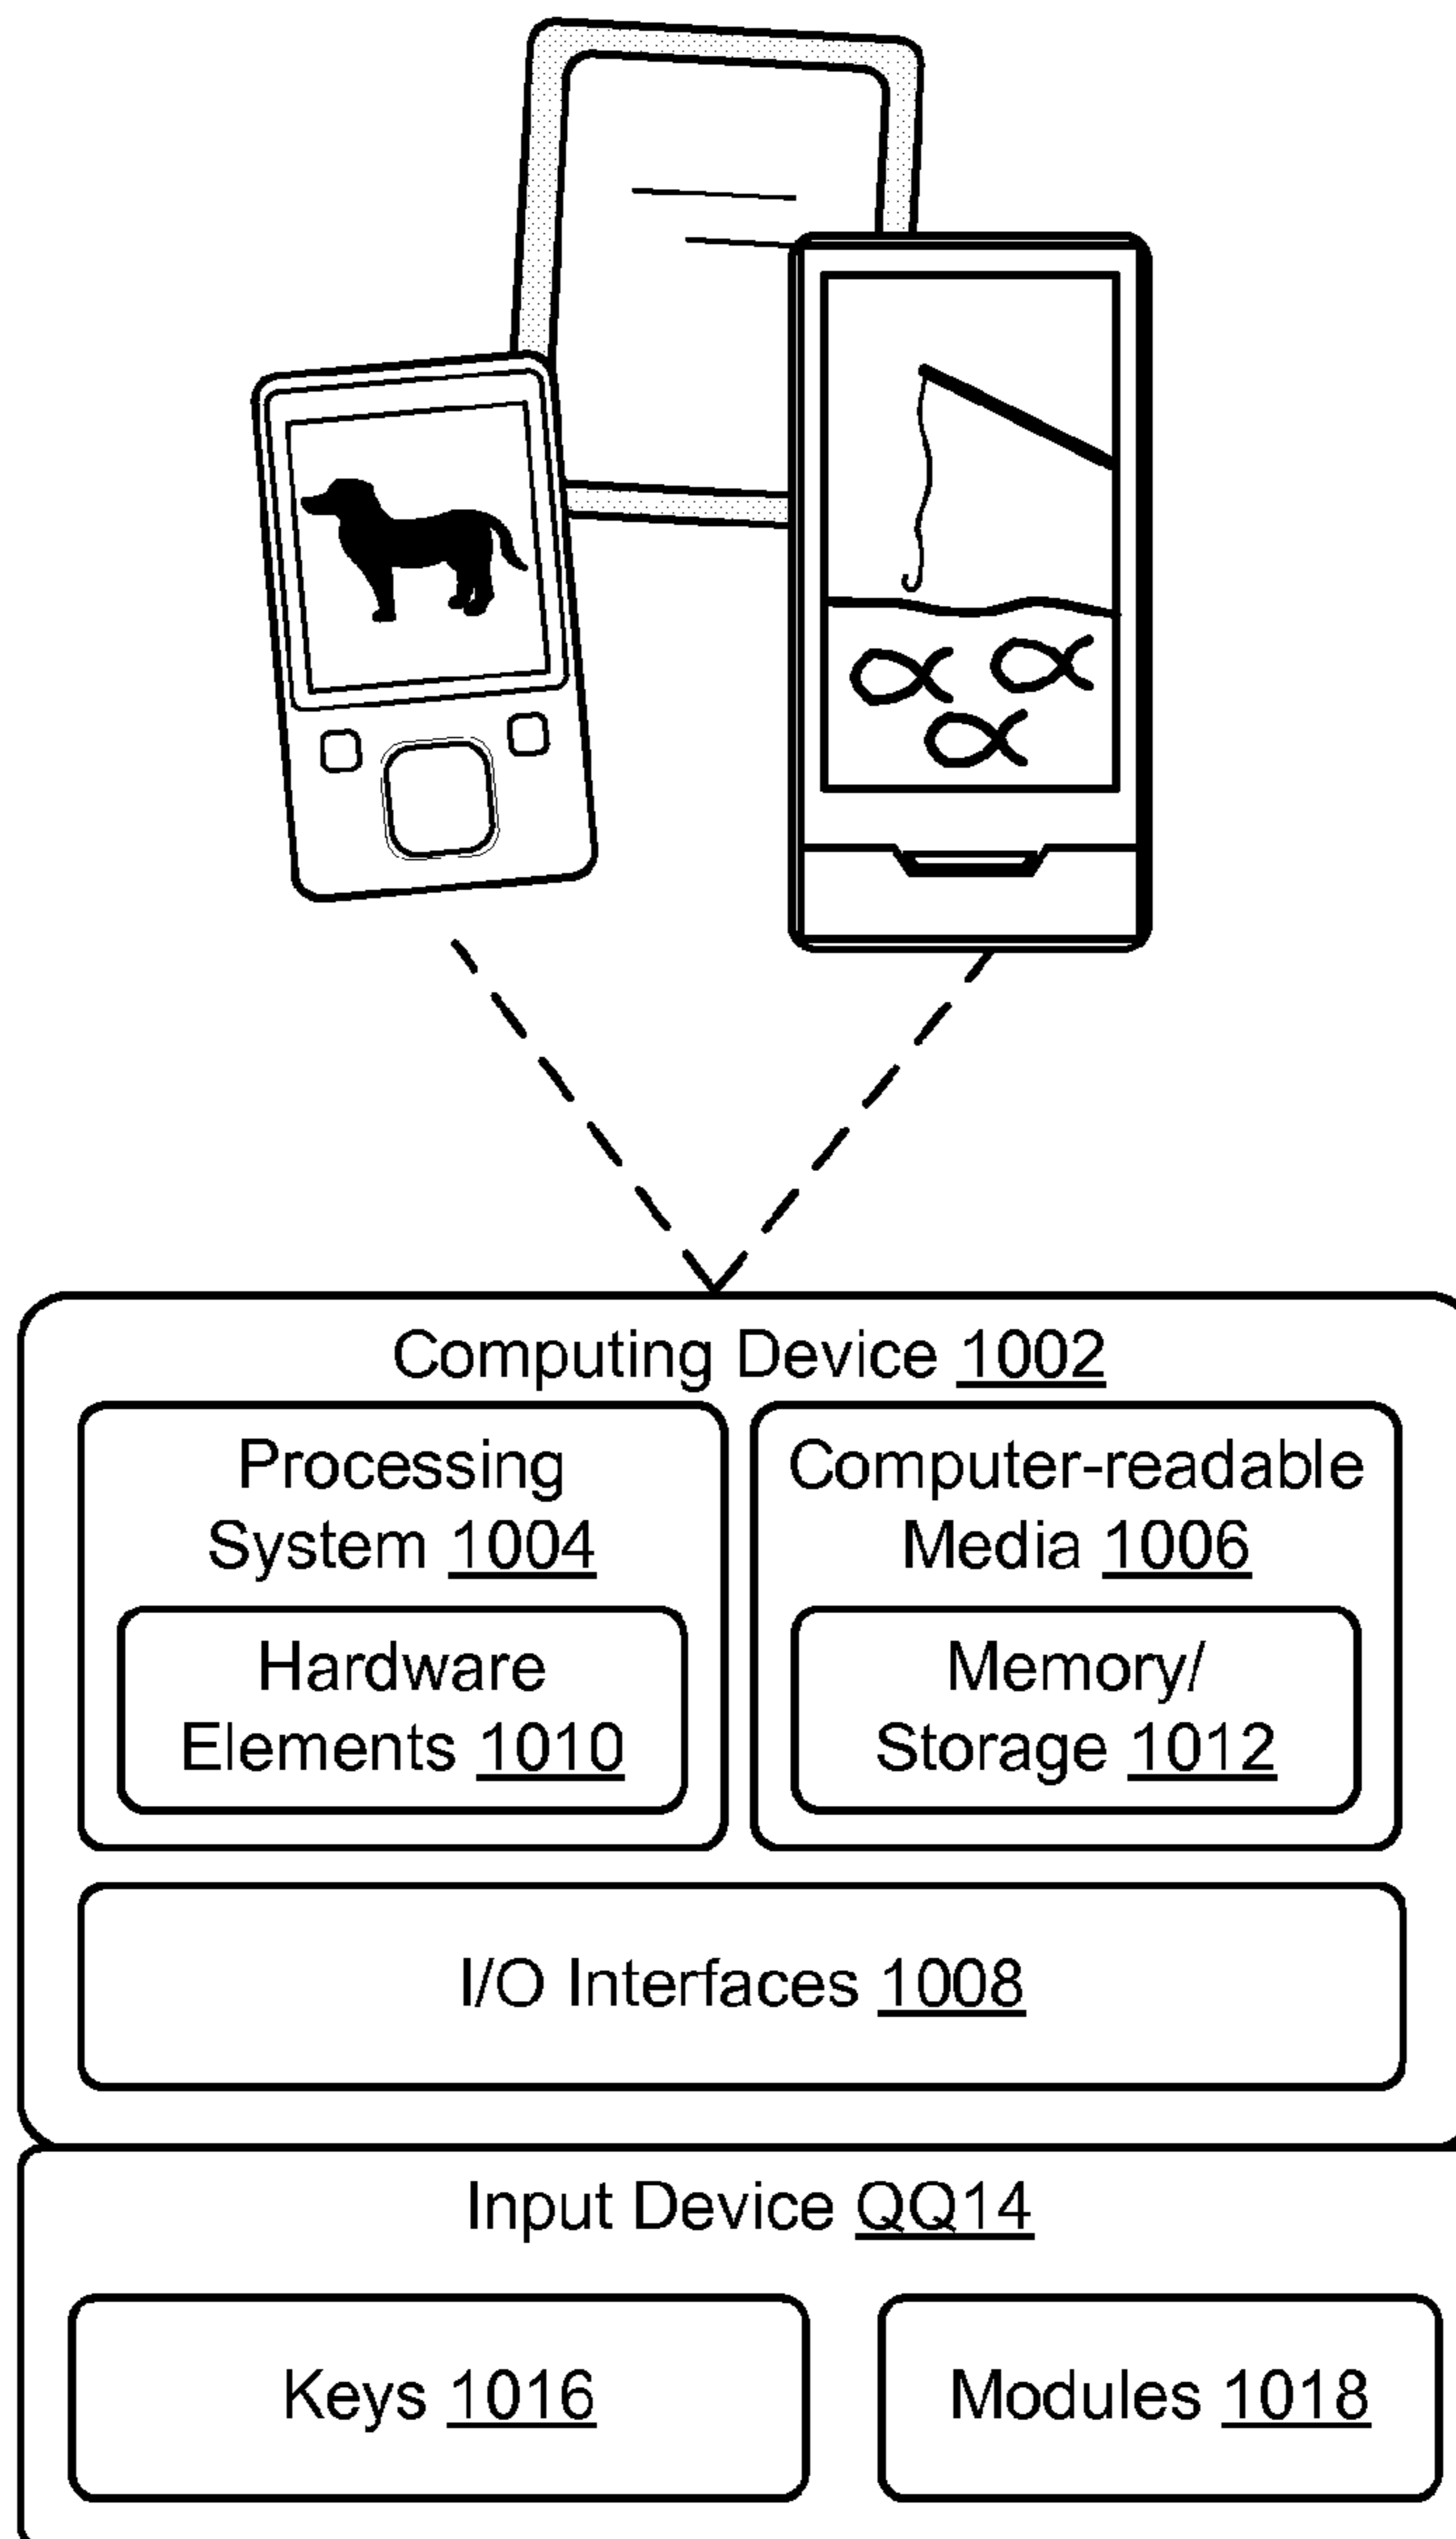 Computing Device 1002
Processing
System 1004
Hardware
Elements 1010
Computer-readable
Media 1006
Memory/
Storage 1012
I/O Interfaces 1008
Input Device QQ14
Keys 1016
Modules 1018